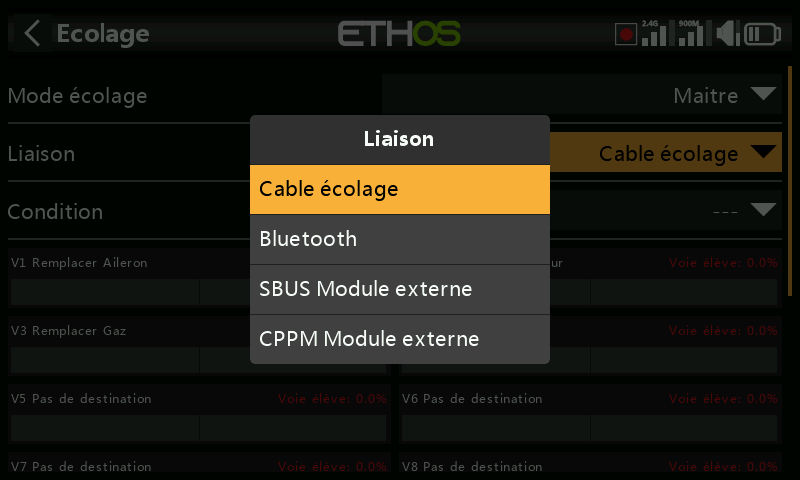 Ecolage
ETHOS
2.4G
900M
Mode écolage
Maitre
Liaison
Liaison
Cable écolage
Cable écolage
Bluetooth
SBUS Module externe
CPPM Module externe
Condition
---
V1 Remplacer Aileron
ur
Voie élève: 0.0%
V3 Remplacer Gaz
Voie élève: 0.0%
V5 Pas de destination
Voie élève: 0.0%
V6 Pas de destination
Voie élève: 0.0%
V7 Pas de destination
Voie élève: 0.0%
V8 Pas de destination
Voie élève: 0.0%